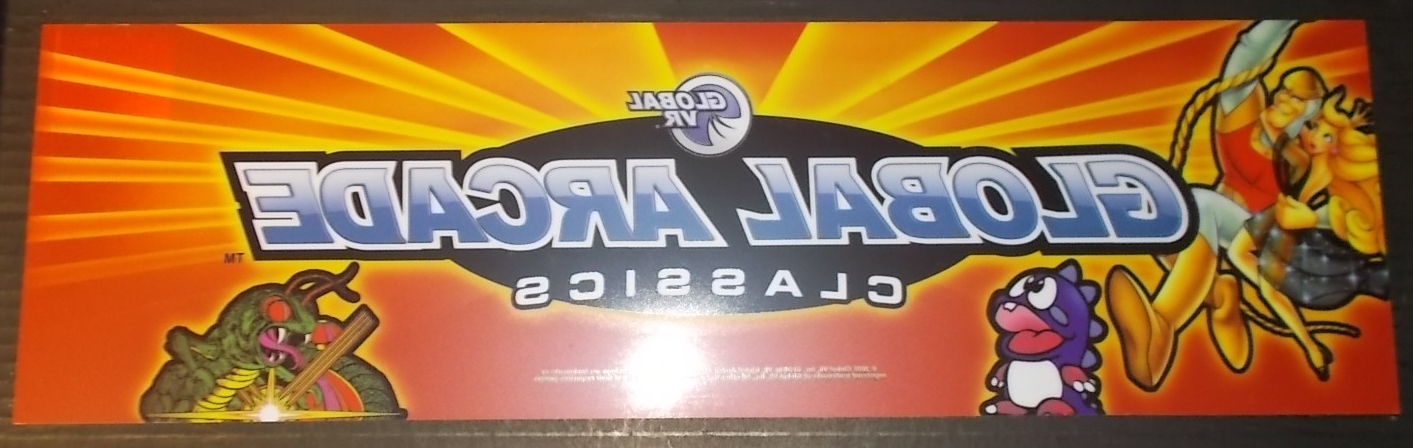 GLOBAL
VR
GLOBAL ARCADE
TM
CLASSICS